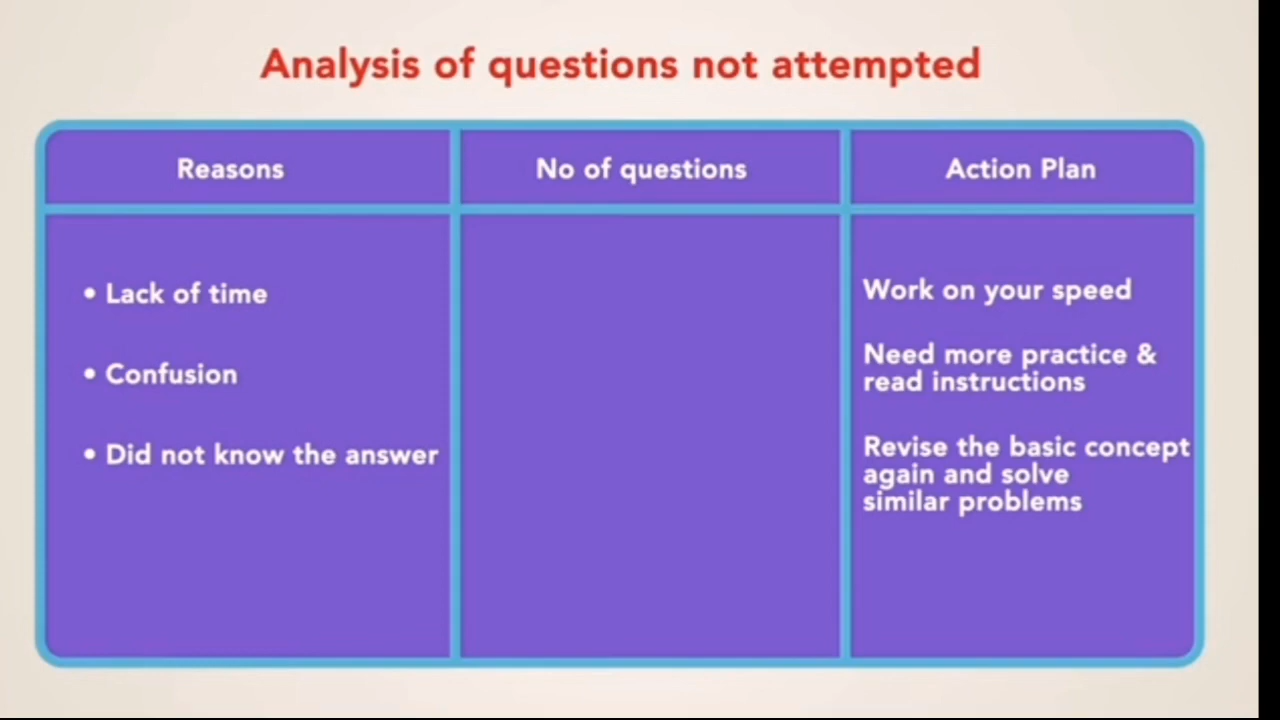 Analysis of questions not attempted
Reasons
No of questions
Action Plan
• Lack of time
Work on your speed
• Confusion
Need more practice &
read instructions
• Did not know the answer
Revise the basic concept
again and solve
similar problems